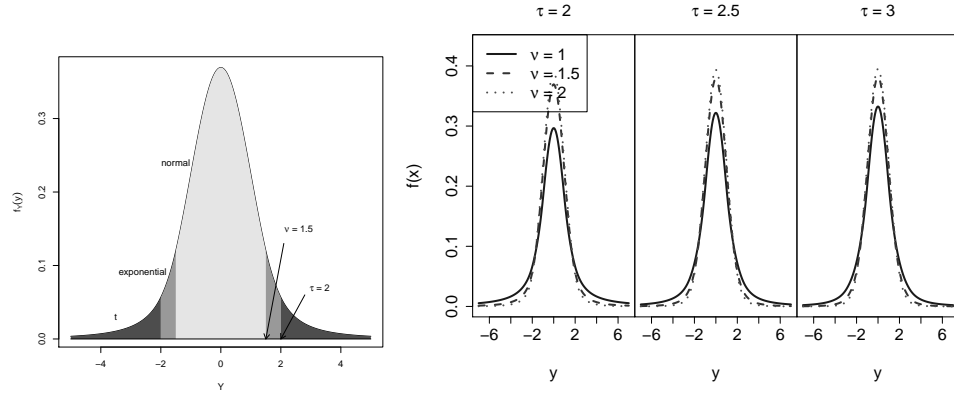 f_Y(y)
0.0
0.1
0.2
0.3
normal
exponential
t
ν = 1.5
τ = 2
−4
−2
0
2
4
Y
τ = 2
τ = 2.5
τ = 3
ν = 1
ν = 1.5
ν = 2
f(x)
0.0
0.1
0.2
0.3
0.4
−6 −2 2 6
−6 −2 2 6
−6 −2 2 6
y
y
y